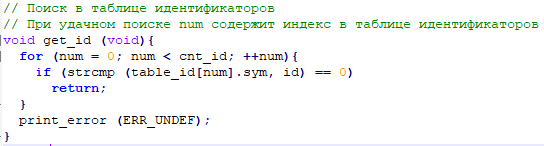 // Поиск в таблице идентификаторов
// При удачном поиске num содержит индекс в таблице идентификаторов
void get_id (void){
for (num = 0; num < cnt_id; ++num){
if (strcmp (table_id[num].sym, id) == 0)
return;
}
print_error (ERR_UNDEF);
}